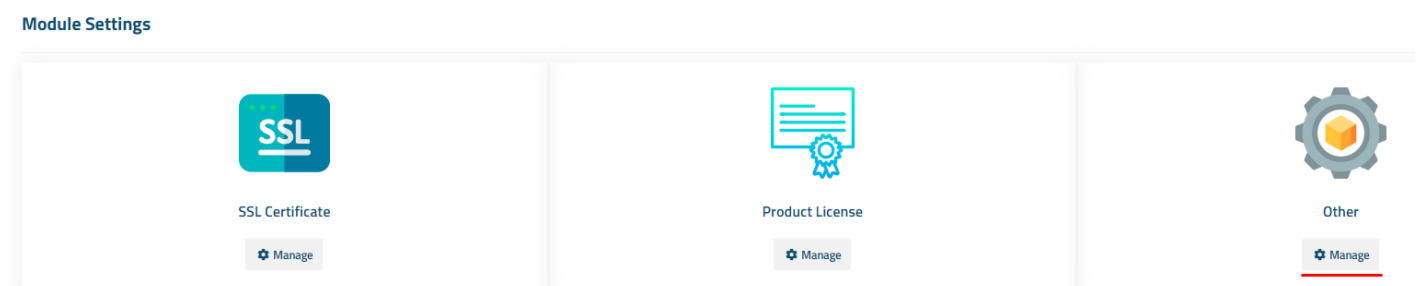 Module Settings
SSL
SSL Certificate
Manage
Product License
Manage
Other
Manage